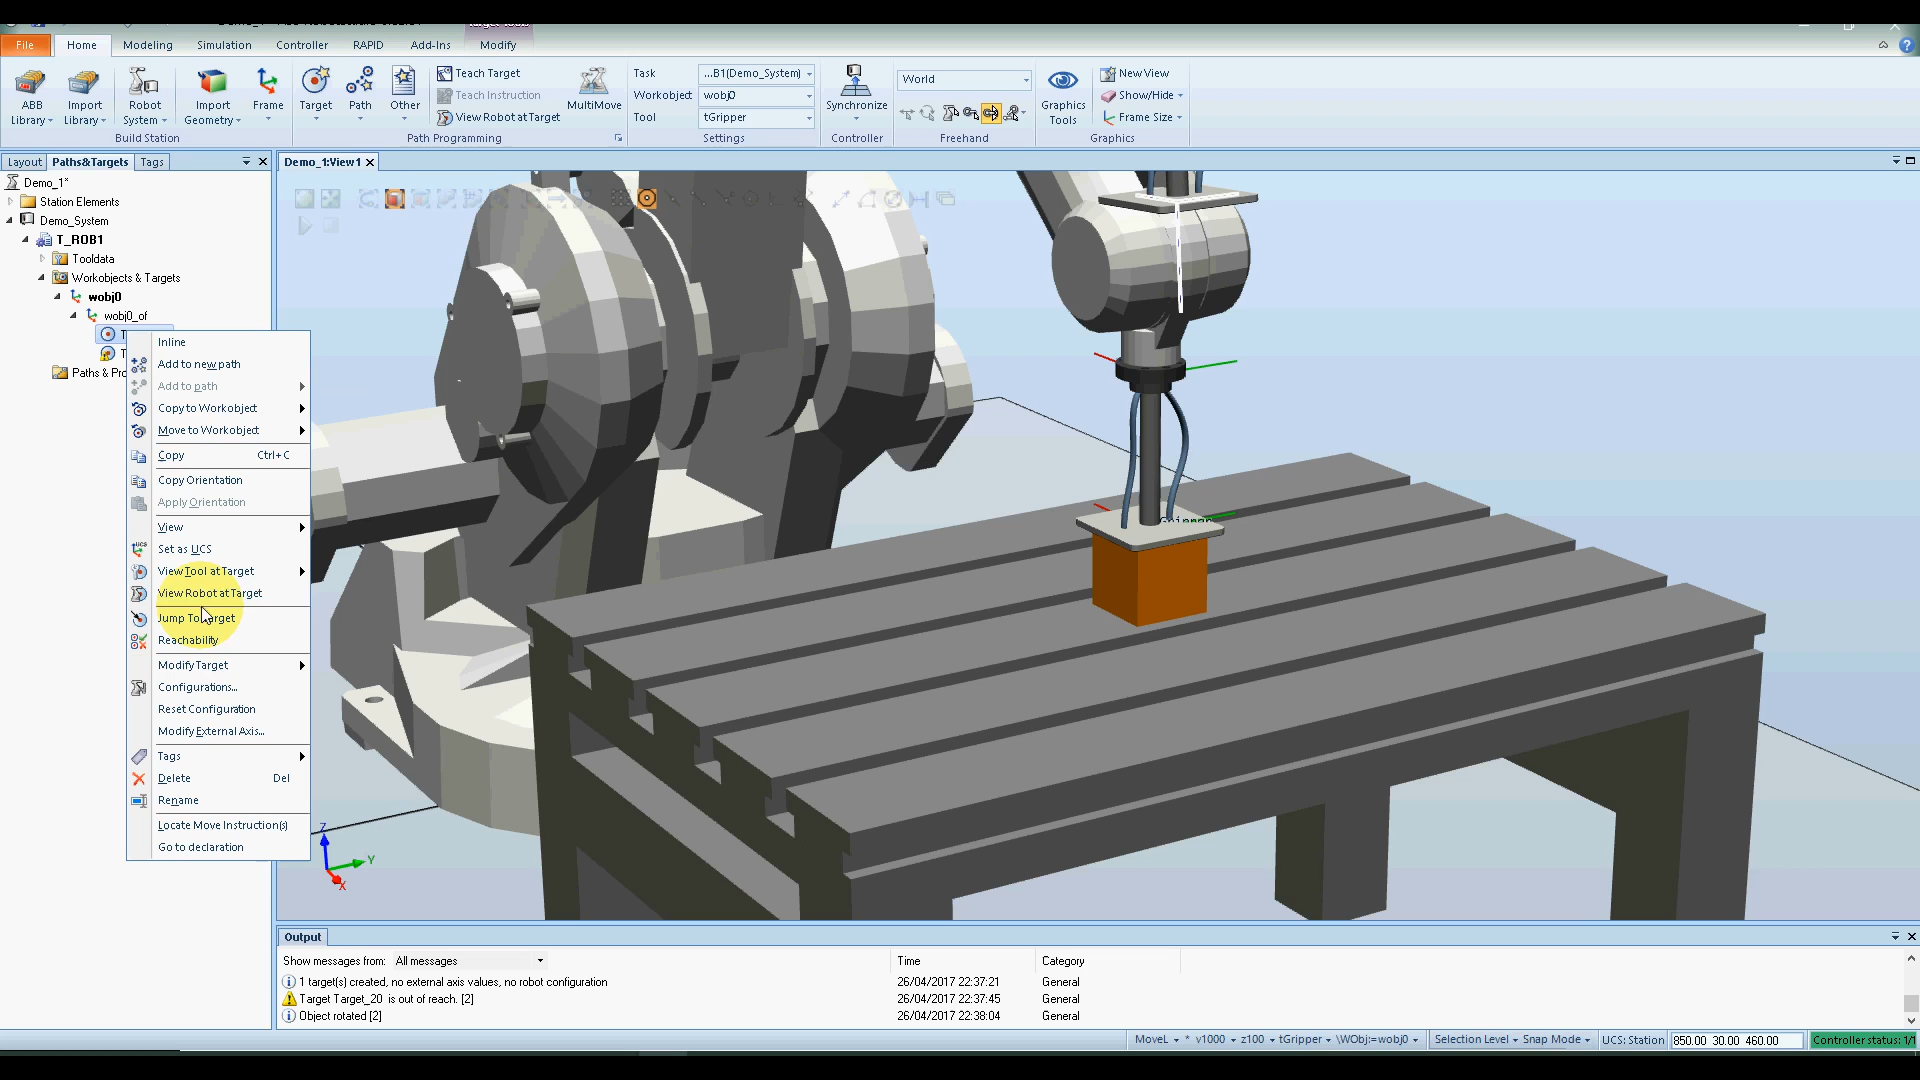 File
Home
Modeling
Simulation
Controller
RAPID
Add-Ins
Modify
ABB Library
Import Library
Robot System
Import Geometry
Frame
Build Station
Target
Path
Other
Teach Target
Teach Instruction
View Robot at Target
MultiMove
Path Programming
Task ...B1(Demo_System)
Workobject wobj0
Tool tGripper
Settings
Synchronize
Controller
World
Freehand
Graphics Tools
New View
Show/Hide
Frame Size
Graphics
Layout
Paths&Targets
Tags
Demo_1:View1
Demo_1*
Station Elements
Demo_System
T_ROB1
Tooldata
Workobjects & Targets
wobj0
wobj0_of
T
T
Paths & Pro
Inline
Add to new path
Add to path
Copy to Workobject
Move to Workobject
Copy Ctrl+C
Copy Orientation
Apply Orientation
View
Set as UCS
View Tool at Target
View Robot at Target
Jump To Target
Reachability
Modify Target
Configurations...
Reset Configuration
Modify External Axis...
Tags
Delete Del
Rename
Locate Move Instruction(s)
Go to declaration
Z
Y
X
Output
Show messages from: All messages Time Category
1 target(s) created, no external axis values, no robot configuration 26/04/2017 22:37:21 General
Target Target_20 is out of reach. [2] 26/04/2017 22:37:45 General
Object rotated [2] 26/04/2017 22:38:04 General
MoveL * v1000 z100 tGripper \WObj:=wobj0 Selection Level Snap Mode UCS: Station 850.00 30.00 460.00 Controller status: 1/1